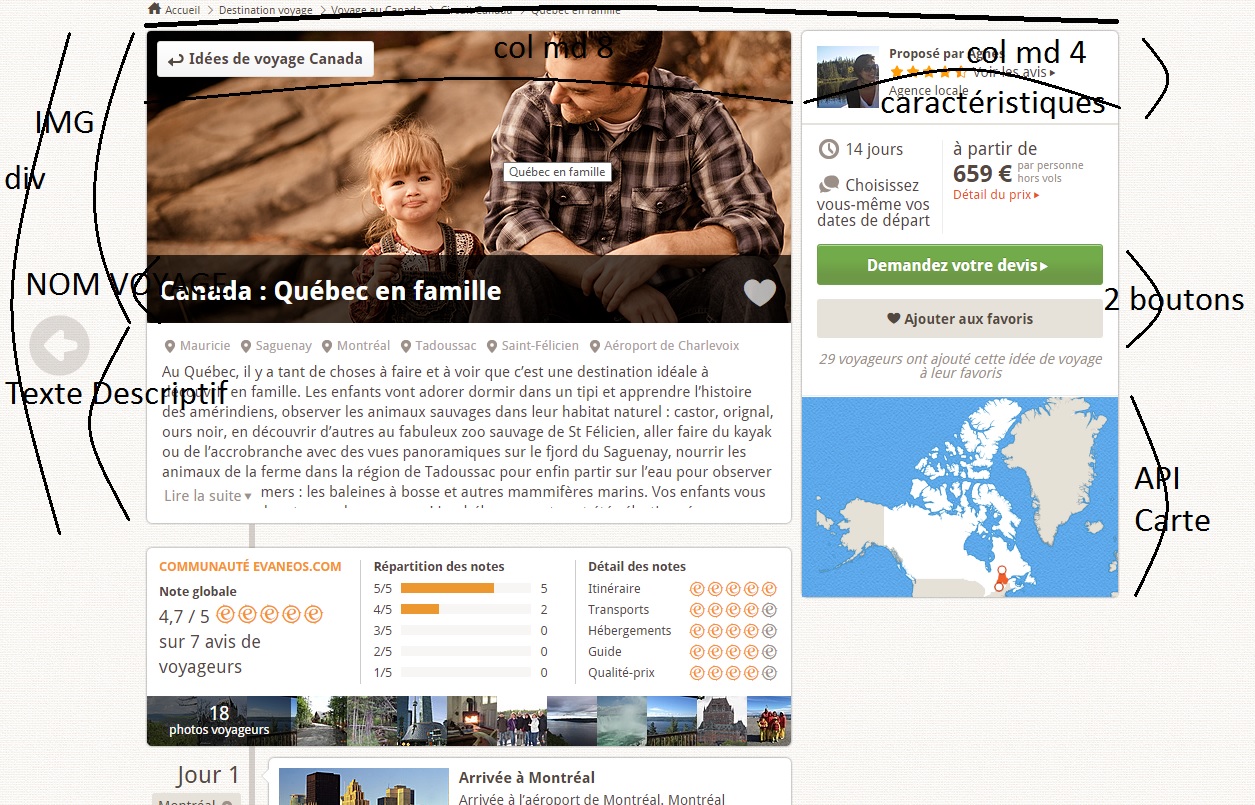 Accueil > Destination voyage > Voyage au Canada > Circuit Canada > Québec en famille
Idées de voyage Canada
col md 8
IMG
div
Québec en famille
NOM VOYAGE
Canada : Québec en famille
Mauricie Saguenay Montréal Tadoussac Saint-Félicien Aéroport de Charlevoix
Texte Descriptif
Au Québec, il y a tant de choses à faire et à voir que c’est une destination idéale à
découvrir en famille. Les enfants vont adorer dormir dans un tipi et apprendre l’histoire
des amérindiens, observer les animaux sauvages dans leur habitat naturel : castor, orignal,
ours noir, en découvrir d’autres au fabuleux zoo sauvage de St Félicien, aller faire du kayak
ou de l’accrobranche avec des vues panoramiques sur le fjord du Saguenay, nourrir les
animaux de la ferme dans la région de Tadoussac pour enfin partir sur l’eau pour observer
Lire la suite mers : les baleines à bosse et autres mammifères marins. Vos enfants vous
col md 4
Proposé par Agnès
Voir les avis
Agence locale
caractéristiques
14 jours
Choisissez
vous-même vos
dates de départ
à partir de
659 € par personne
hors vols
Détail du prix
Demandez votre devis
2 boutons
Ajouter aux favoris
29 voyageurs ont ajouté cette idée de voyage
à leur favoris
API
Carte
COMMUNAUTÉ EVANEOS.COM
Note globale
4,7 / 5
sur 7 avis de
voyageurs
Répartition des notes
5/5 5
4/5 2
3/5 0
2/5 0
1/5 0
Détail des notes
Itinéraire
Transports
Hébergements
Guide
Qualité-prix
18
photos voyageurs
Jour 1
Montréal
Arrivée à Montréal
Arrivée à l’aéroport de Montréal. Montréal